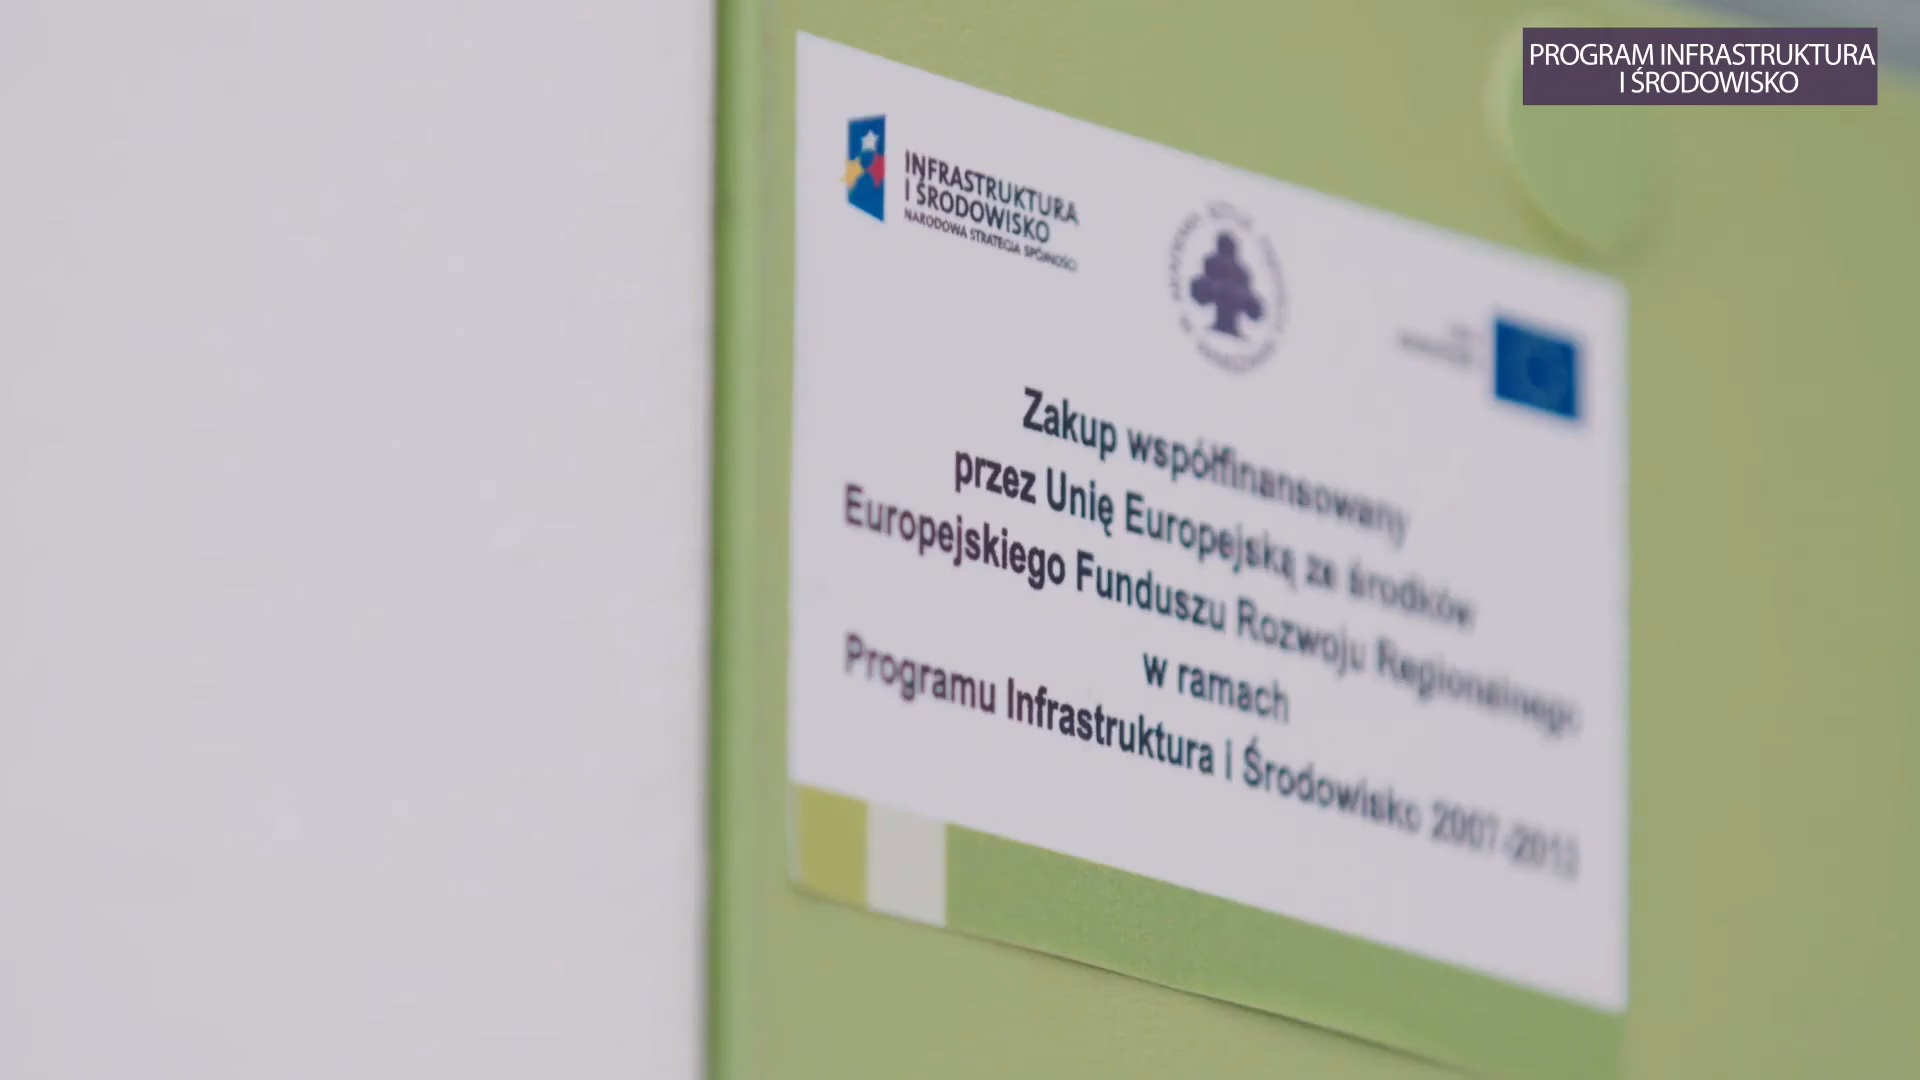 PROGRAM INFRASTRUKTURA
I ŚRODOWISKO
INFRASTRUKTURA
I ŚRODOWISKO
NARODOWA STRATEGIA SPÓJNOŚCI
Zakup współfinansowany
przez Unię Europejską ze środków
Europejskiego Funduszu Rozwoju Regionalnego
w ramach
Programu Infrastruktura i Środowisko 2007-2013